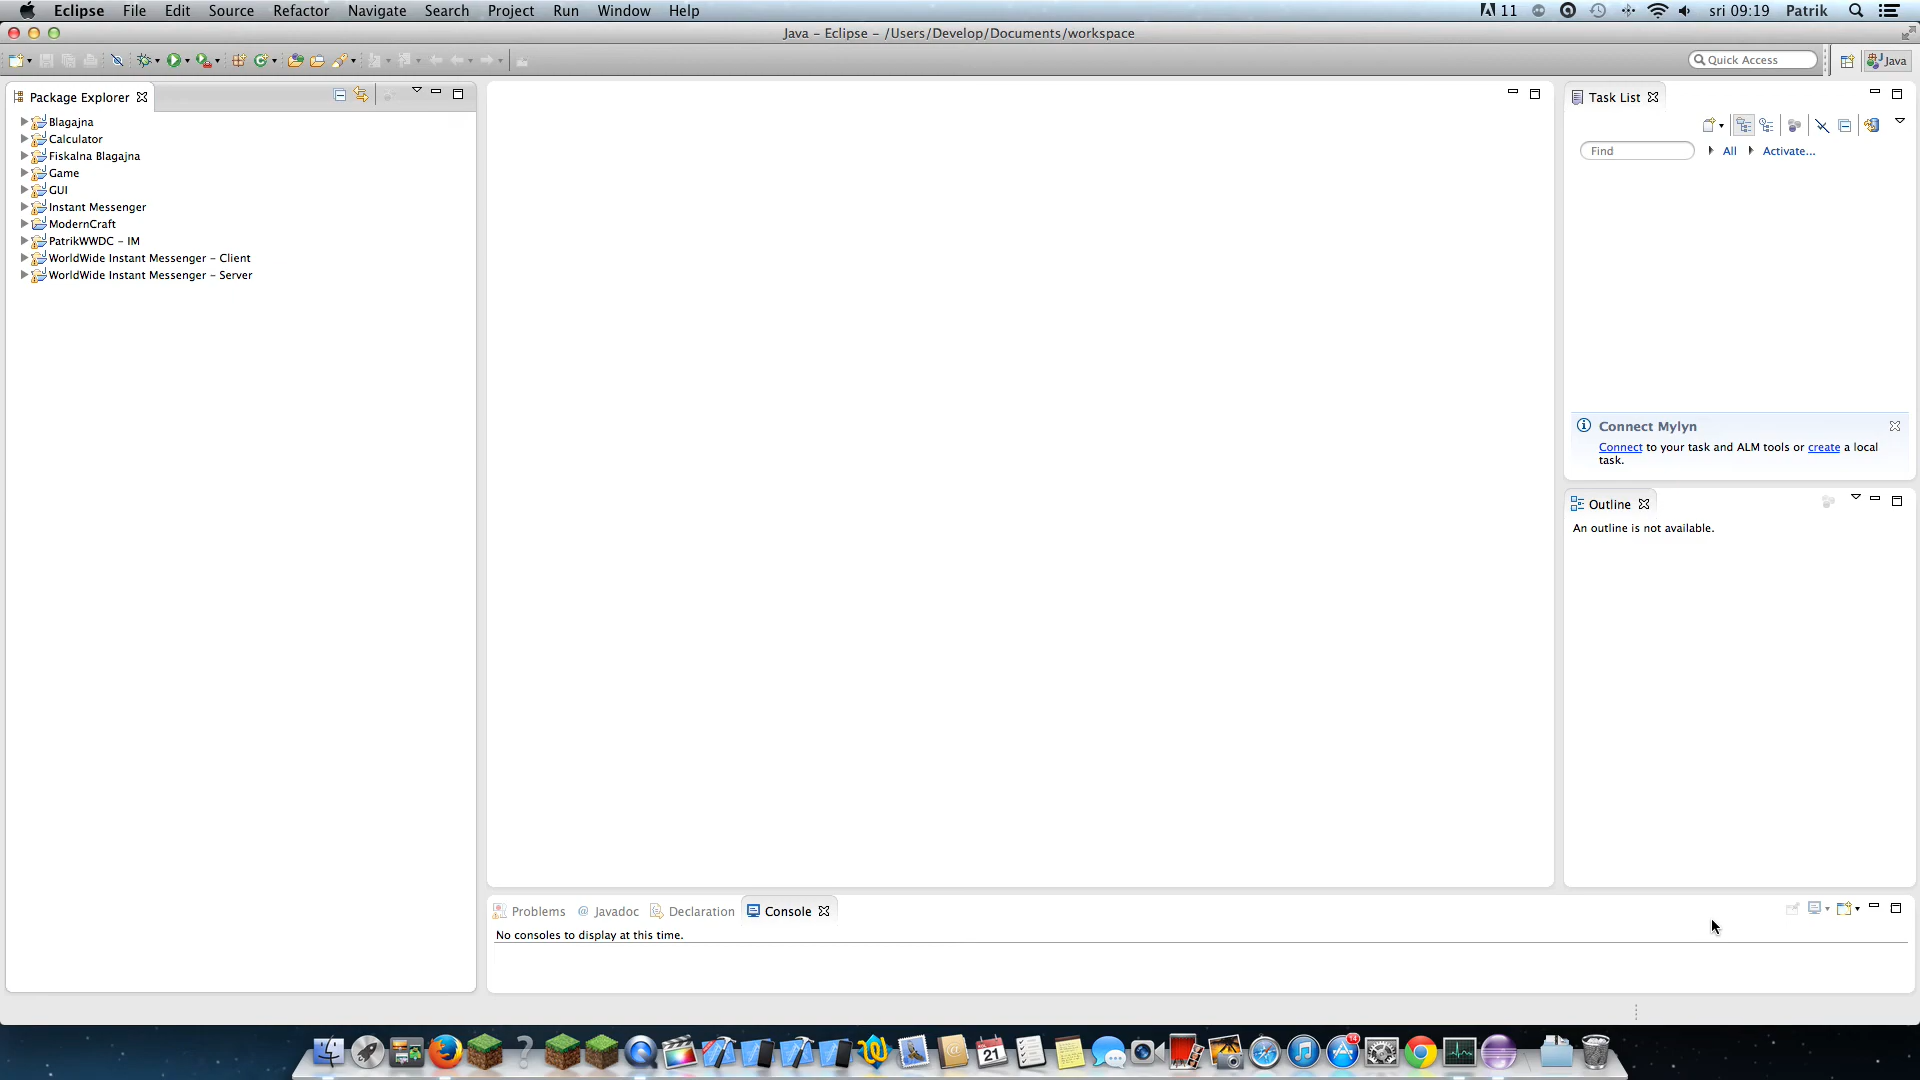 Eclipse File Edit Source Refactor Navigate Search Project Run Window Help 11 sri 09:19 Patrik
Java – Eclipse – /Users/Develop/Documents/workspace
Quick Access
Java
Package Explorer
Blagajna
Calculator
Fiskalna Blagajna
Game
GUI
Instant Messenger
ModernCraft
PatrikWWDC – IM
WorldWide Instant Messenger – Client
WorldWide Instant Messenger – Server
Task List
Find
All
Activate...
Connect Mylyn
Connect to your task and ALM tools or create a local
task.
Outline
An outline is not available.
Problems
Javadoc
Declaration
Console
No consoles to display at this time.
21
14